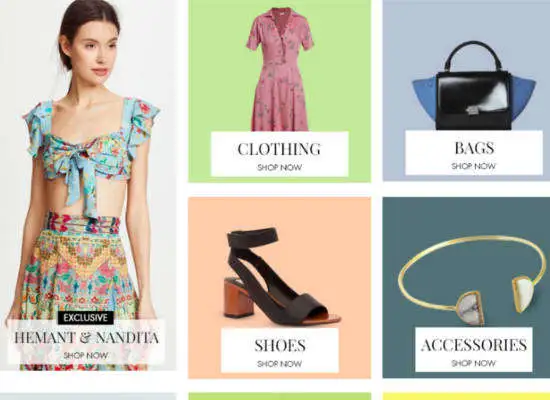 EXCLUSIVE
HEMANT & NANDITA
SHOP NOW
CLOTHING
SHOP NOW
BAGS
SHOP NOW
SHOES
SHOP NOW
ACCESSORIES
SHOP NOW